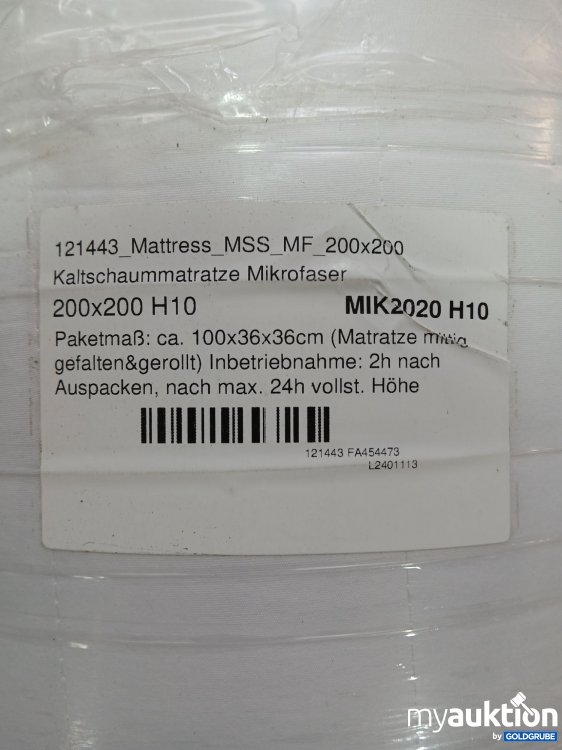 121443_Mattress_MSS_MF_200x200
Kaltschaummatratze Mikrofaser
200x200 H10 MIK2020 H10
Paketmaß: ca. 100x36x36cm (Matratze mittig
gefalten&gerollt) Inbetriebnahme: 2h nach
Auspacken, nach max. 24h vollst. Höhe
121443 FA454473
L2401113
myauktion
by GOLDGRUBE